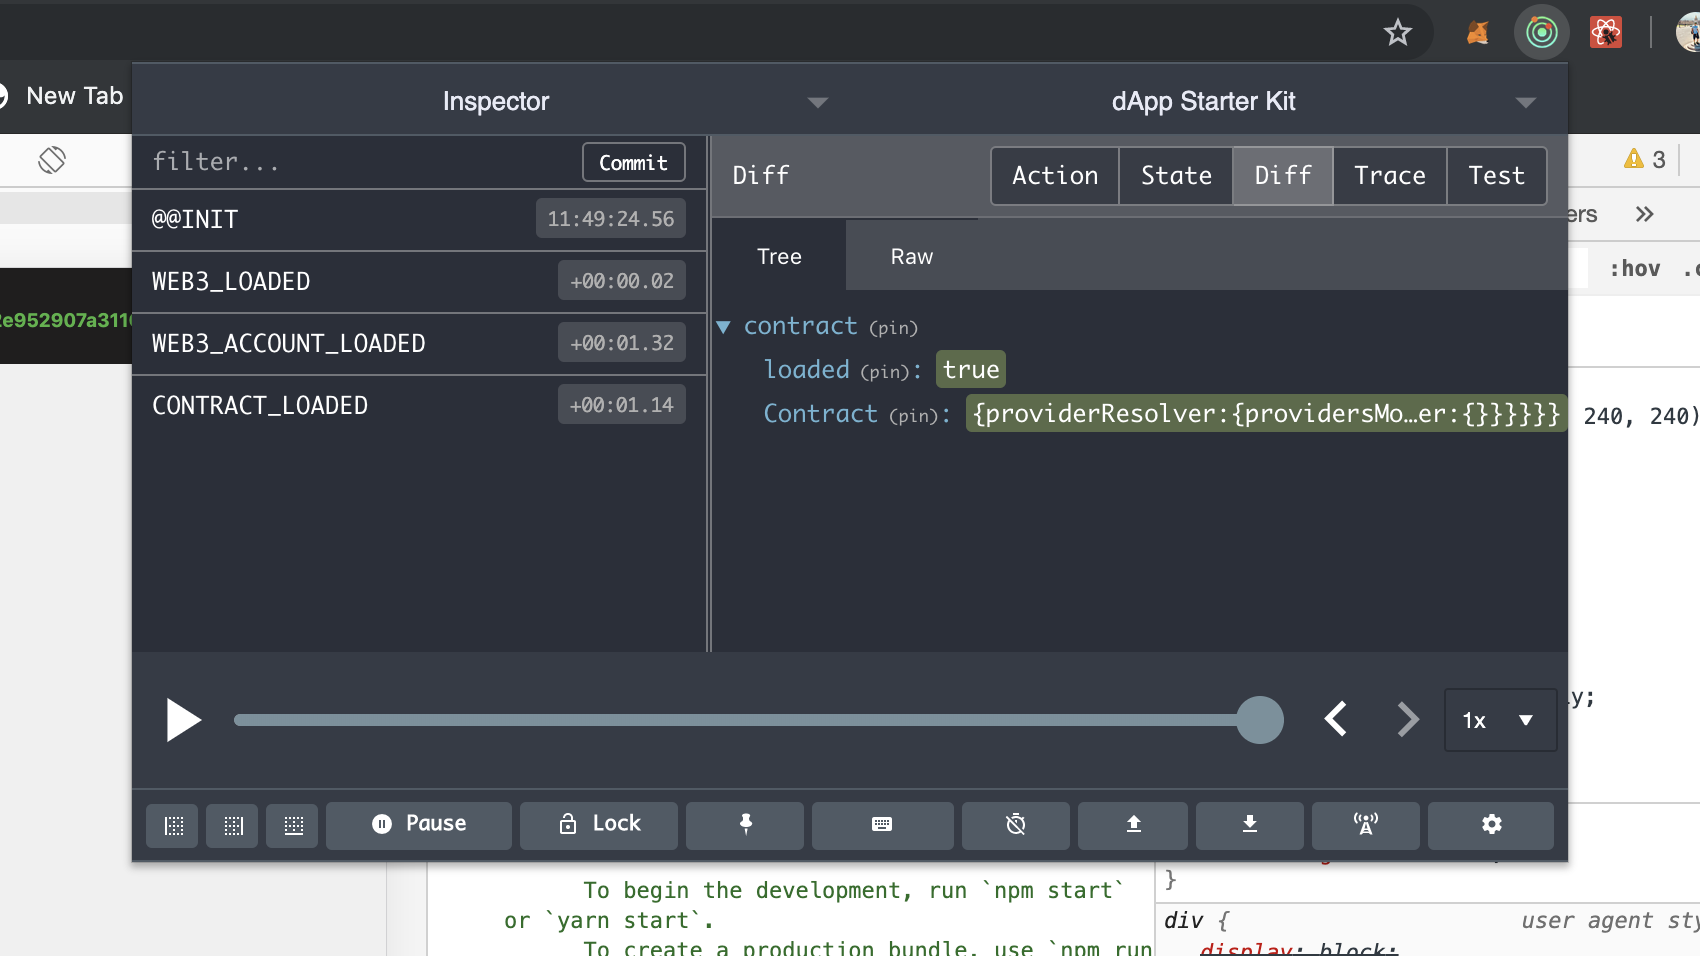 New Tab
Inspector
dApp Starter Kit
filter...
Commit
@@INIT
11:49:24.56
WEB3_LOADED
+00:00.02
WEB3_ACCOUNT_LOADED
+00:01.32
CONTRACT_LOADED
+00:01.14
Diff
Action
State
Diff
Trace
Test
Tree
Raw
contract (pin)
loaded (pin): true
Contract (pin): {providerResolver:{providersMo…er:{}}}}}}
1x
Pause
Lock
3
ers
:hov
.c
e952907a311
240, 240)
ly;
To begin the development, run `npm start`
or `yarn start`.
To create a production bundle, use `npm run
}
div {
user agent sty
display: block;